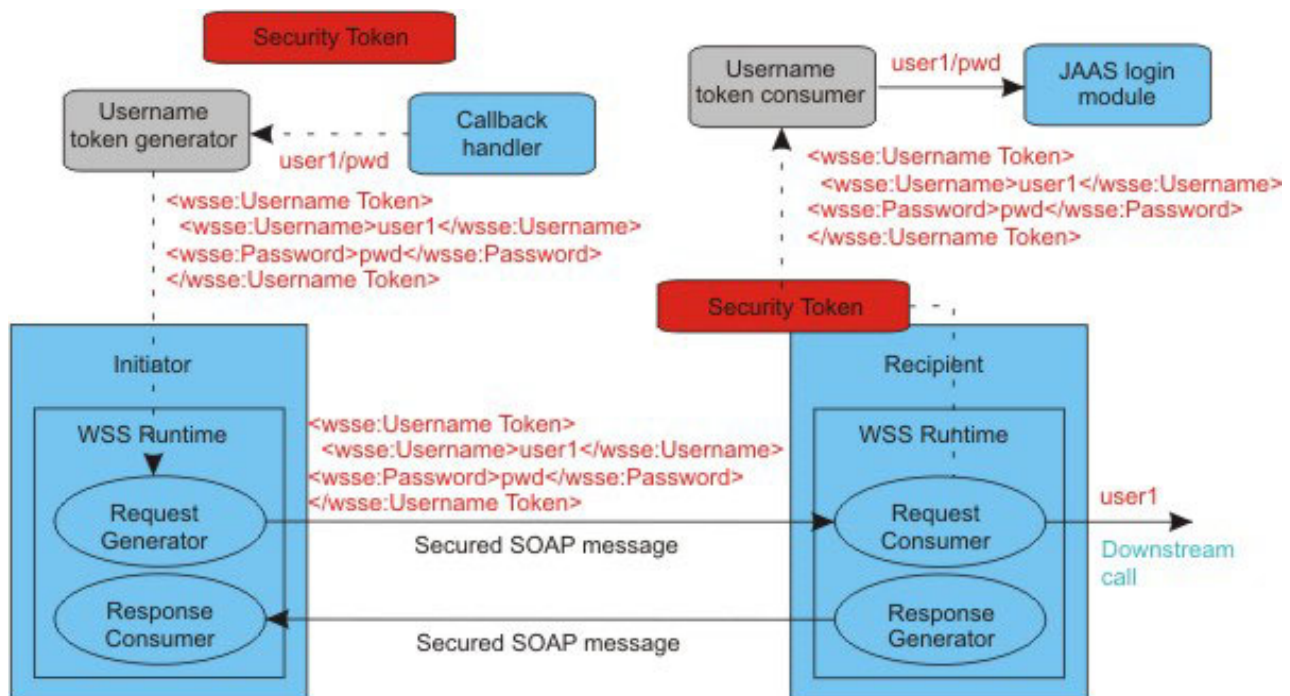 Security Token
Username
token generator
Callback
handler
user1/pwd
<wsse:Username Token>
<wsse:Username>user1</wsse:Username>
<wsse:Password>pwd</wsse:Password>
</wsse:Username Token>
Username
token consumer
user1/pwd
JAAS login
module
<wsse:Username Token>
<wsse:Username>user1</wsse:Username>
<wsse:Password>pwd</wsse:Password>
</wsse:Username Token>
Security Token
Initiator
WSS Runtime
Request
Generator
Response
Consumer
<wsse:Username Token>
<wsse:Username>user1</wsse:Username>
<wsse:Password>pwd</wsse:Password>
</wsse:Username Token>
Secured SOAP message
Secured SOAP message
Recipient
WSS Runtime
Request
Consumer
Response
Generator
user1
Downstream
call